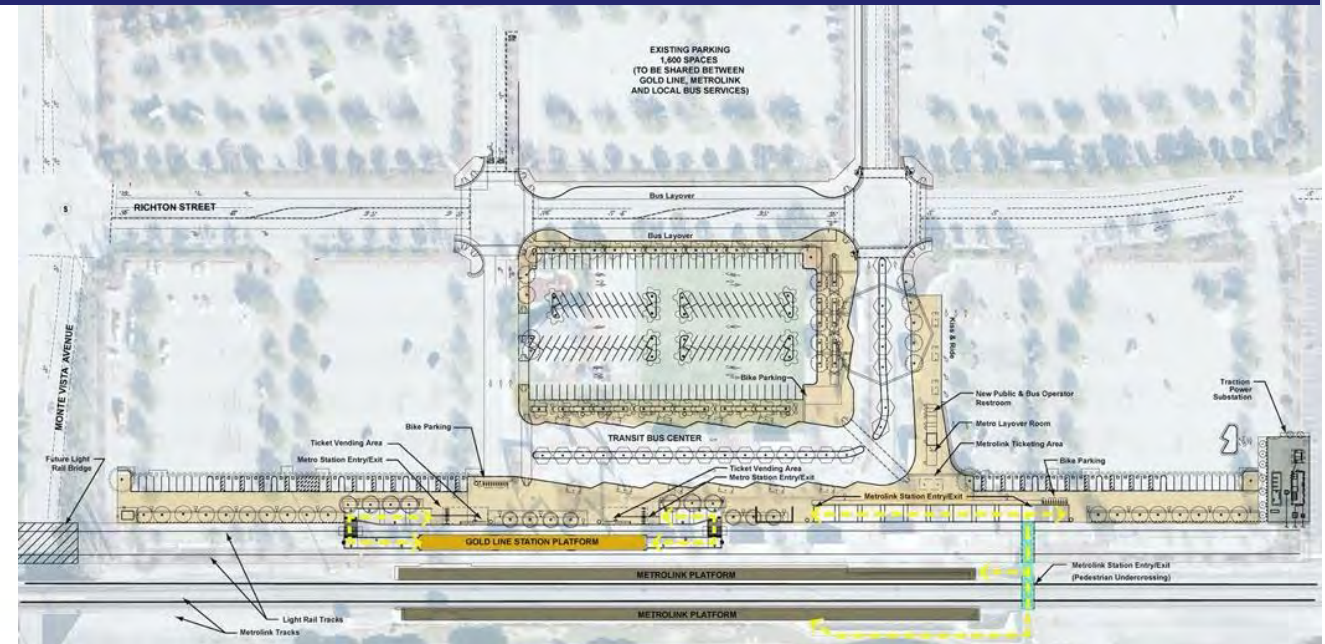 EXISTING PARKING
1,600 SPACES
(TO BE SHARED BETWEEN
GOLD LINE, METROLINK
AND LOCAL BUS SERVICES)
Bus Layover
RICHTON STREET
Bus Layover
MONTE VISTA AVENUE
Kiss & Ride
Bike Parking
New Public & Bus Operator
Restroom
Metro Layover Room
Metrolink Ticketing Area
Traction
Power
Substation
Bike Parking
Ticket Vending Area
Metro Station Entry/Exit
TRANSIT BUS CENTER
Ticket Vending Area
Metro Station Entry/Exit
Bike Parking
Future Light
Rail Bridge
Metrolink Station Entry/Exit
GOLD LINE STATION PLATFORM
METROLINK PLATFORM
Metrolink Station Entry/Exit
(Pedestrian Undercrossing)
METROLINK PLATFORM
Light Rail Tracks
Metrolink Tracks